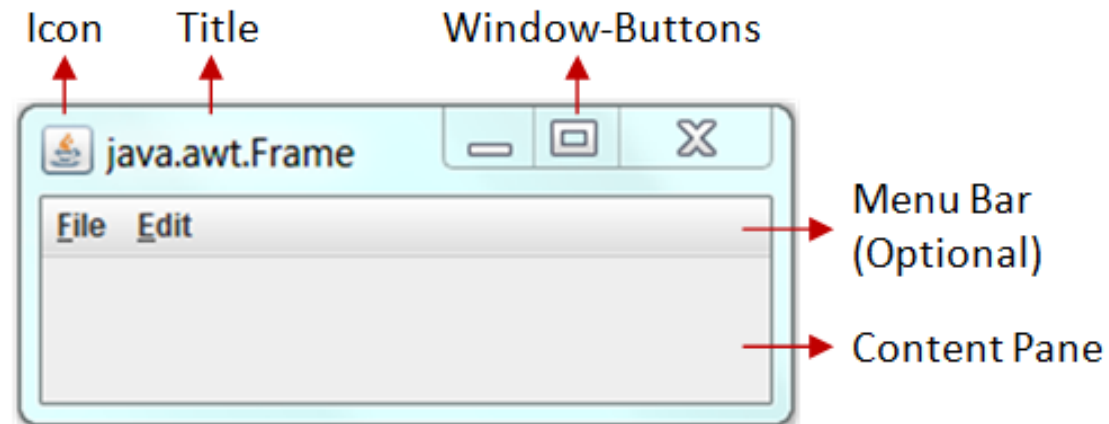 Icon Title Window-Buttons
java.awt.Frame
File Edit
Menu Bar
(Optional)
Content Pane